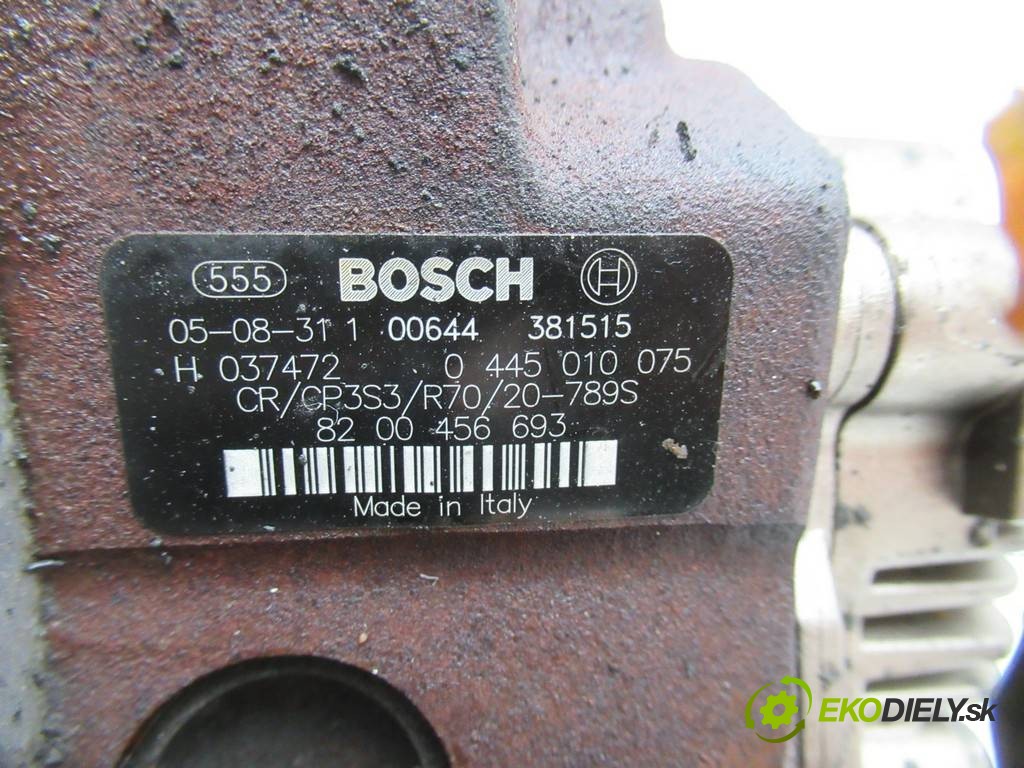 555 BOSCH H
05-08-31 1 00644 381515
H 037472 0 445 010 075
CR/CP3S3/R70/20-789S
82 00 456 693
Made in Italy
EKODIELY.sk